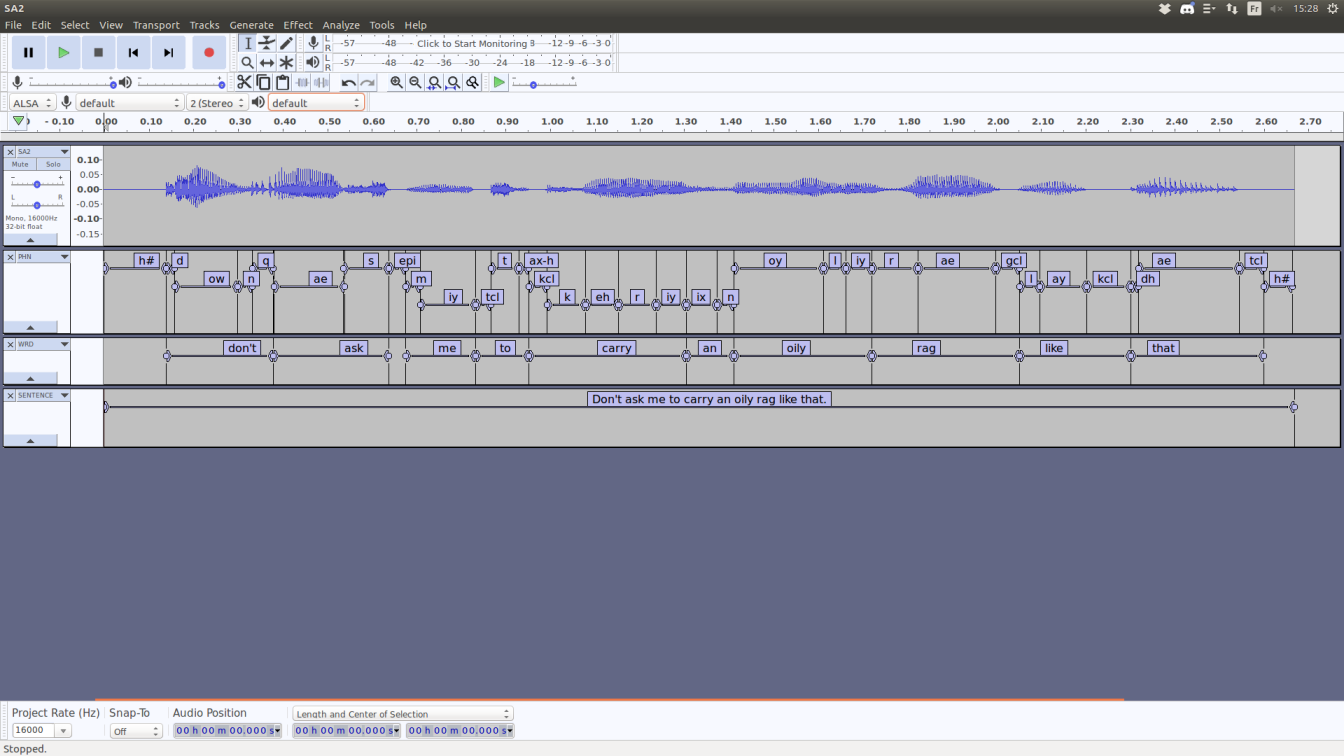 SA2
Fr 15:28
File Edit Select View Transport Tracks Generate Effect Analyze Tools Help
L R -57 -48 - Click to Start Monitoring 8 -12 -9 -6 -3 0
L R -57 -48 -42 -36 -30 -24 -18 -12 -9 -6 -3 0
- + - + - +
ALSA default 2 (Stereo default
- 0.10 0.00 0.10 0.20 0.30 0.40 0.50 0.60 0.70 0.80 0.90 1.00 1.10 1.20 1.30 1.40 1.50 1.60 1.70 1.80 1.90 2.00 2.10 2.20 2.30 2.40 2.50 2.60 2.70
SA2
Mute Solo
- +
L R
Mono, 16000Hz
32-bit float
0.10
0.05
0.00
-0.05
-0.10
-0.15
PHN
h# d q s epi t ax-h oy l iy r ae gcl ae tcl
ow n ae m kcl l ay kcl dh h#
iy tcl k eh r iy ix n
WRD
don't ask me to carry an oily rag like that
SENTENCE
Don't ask me to carry an oily rag like that.
Project Rate (Hz) Snap-To Audio Position Length and Center of Selection
16000 Off 00 h 00 m 00.000 s 00 h 00 m 00.000 s 00 h 00 m 00.000 s
Stopped.